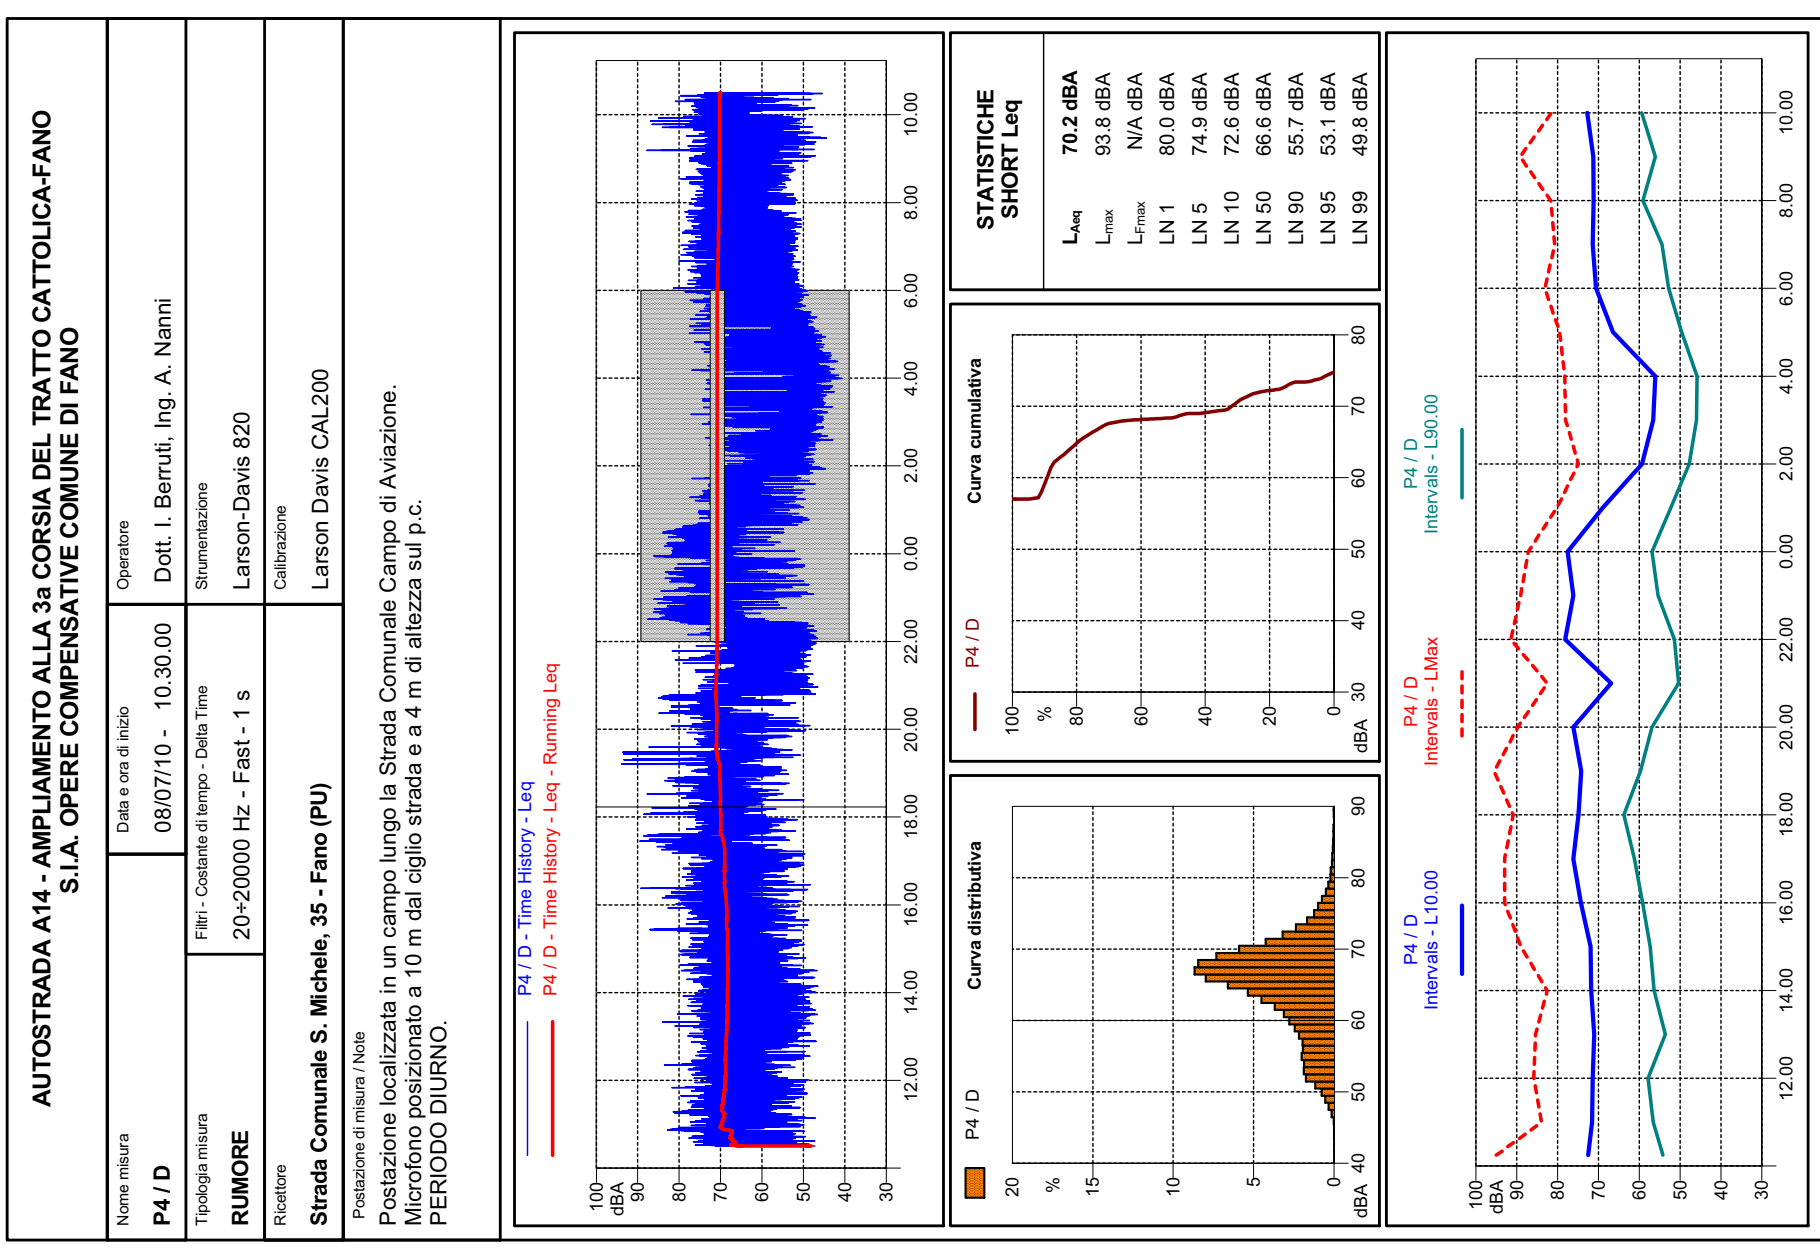 AUTOSTRADA A14 - AMPLIAMENTO ALLA 3a CORSIA DEL TRATTO CATTOLICA-FANO
S.I.A. OPERE COMPENSATIVE COMUNE DI FANO
Nome misura
P4 / D
Data e ora di inizio
08/07/10 - 10.30.00
Operatore
Dott. I. Berruti, Ing. A. Nanni
Tipologia misura
RUMORE
Filtri - Costante di tempo - Delta Time
20÷20000 Hz - Fast - 1 s
Strumentazione
Larson-Davis 820
Ricettore
Strada Comunale S. Michele, 35 - Fano (PU)
Calibrazione
Larson Davis CAL200
Postazione di misura / Note
Postazione localizzata in un campo lungo la Strada Comunale Campo di Aviazione.
Microfono posizionato a 10 m dal ciglio strada e a 4 m di altezza sul p.c.
PERIODO DIURNO.
P4 / D - Time History - Leq
P4 / D - Time History - Leq - Running Leq
100
dBA
90
80
70
60
50
40
30
12.00 14.00 16.00 18.00 20.00 22.00 0.00 2.00 4.00 6.00 8.00 10.00
P4 / D
Curva distributiva
20
%
15
10
5
0
dBA
40 50 60 70 80 90
P4 / D
Curva cumulativa
100
%
80
60
40
20
0
dBA
30 40 50 60 70 80
STATISTICHE
SHORT Leq
LAeq 70.2 dBA
Lmax 93.8 dBA
LFmax N/A dBA
LN 1 80.0 dBA
LN 5 74.9 dBA
LN 10 72.6 dBA
LN 50 66.6 dBA
LN 90 55.7 dBA
LN 95 53.1 dBA
LN 99 49.8 dBA
P4 / D
Intervals - L10.00
P4 / D
Intervals - LMax
P4 / D
Intervals - L90.00
100
dBA
90
80
70
60
50
40
30
12.00 14.00 16.00 18.00 20.00 22.00 0.00 2.00 4.00 6.00 8.00 10.00